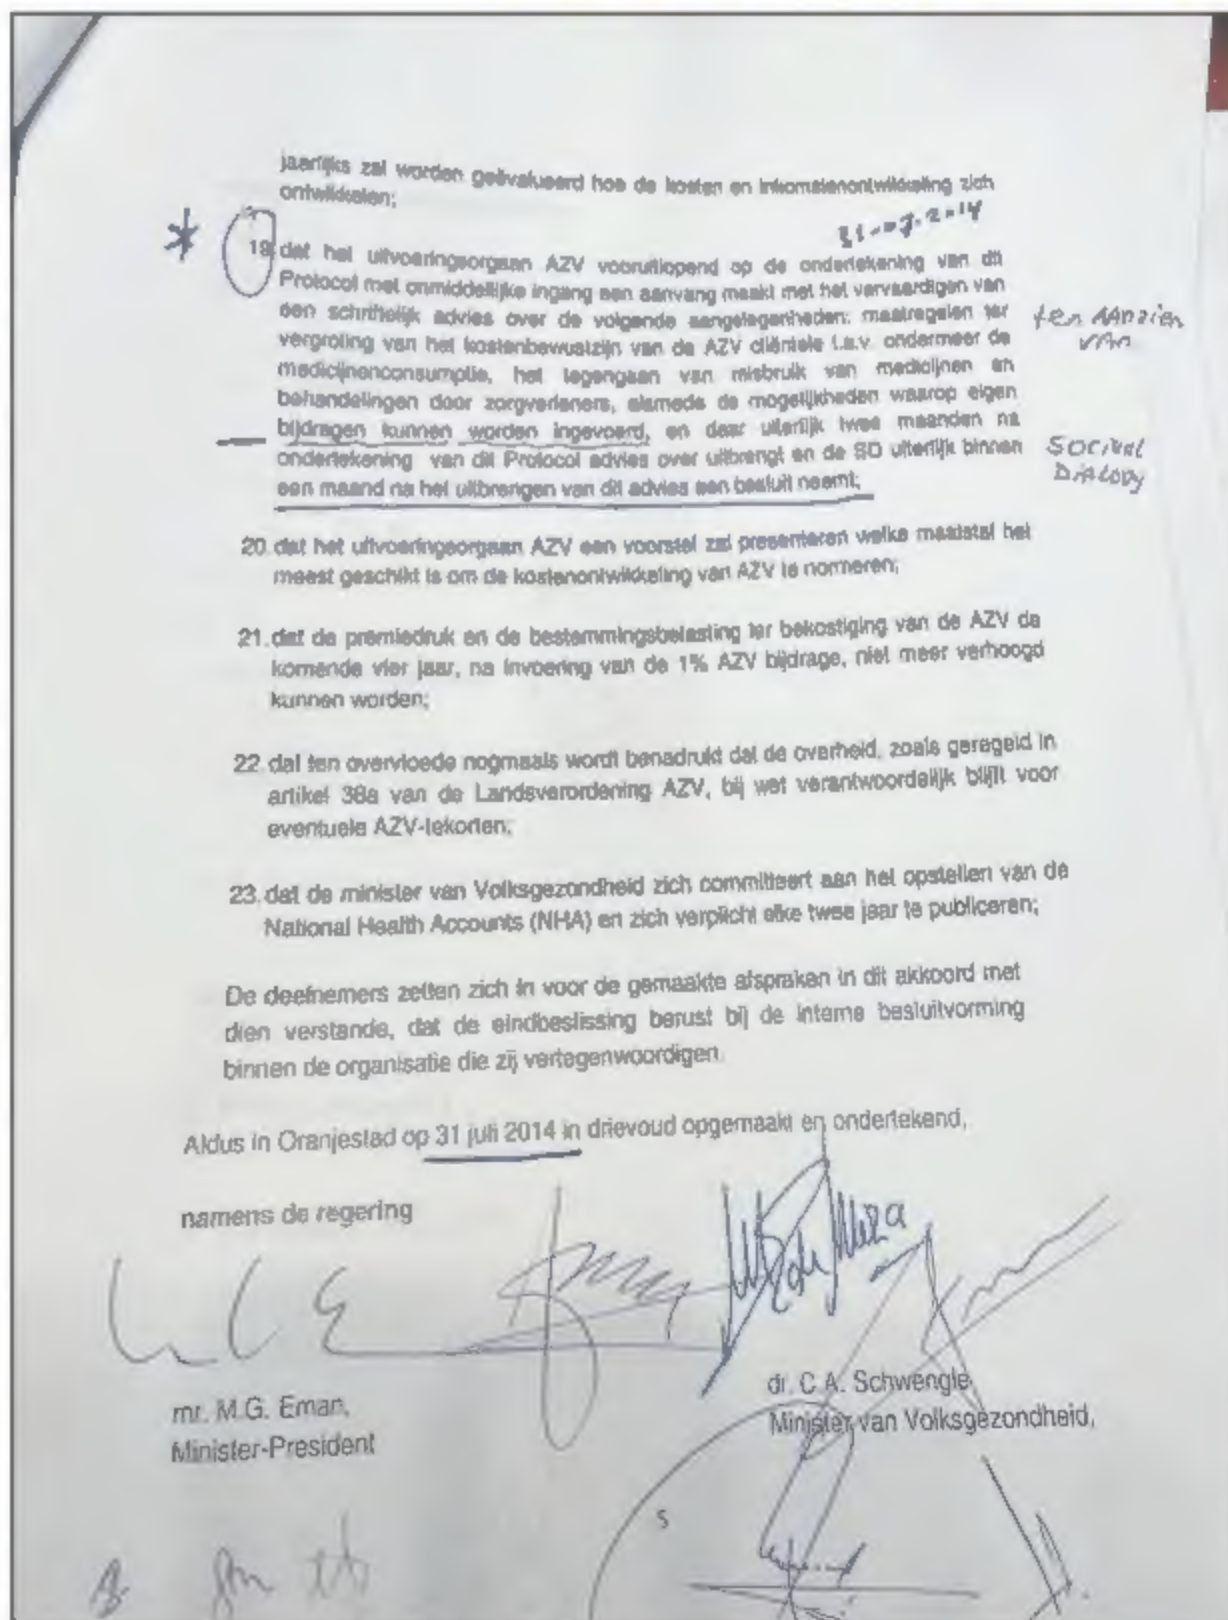 jaarlijks zal worden geëvalueerd hoe de kosten en inkomstenontwikkeling zich
ontwikkelen;
31-07-2014
* 19. dat het uitvoeringsorgaan AZV vooruitlopend op de ondertekening van dit
Protocol met onmiddellijke ingang een aanvang maakt met het vervaardigen van
een schriftelijk advies over de volgende aangelegenheden: maatregelen ter
vergroting van het kostenbewustzijn van de AZV cliëntele t.a.v. ondermeer de
ten aanzien
van
medicijnenconsumptie, het tegengaan van misbruik van medicijnen en
behandelingen door zorgverleners, alsmede de mogelijkheden waarop eigen
bijdragen kunnen worden ingevoerd, en daar uiterlijk twee maanden na
ondertekening van dit Protocol advies over uitbrengt en de SD uiterlijk binnen
Social
Dialoog
een maand na het uitbrengen van dit advies een besluit neemt;
20. dat het uitvoeringsorgaan AZV een voorstel zal presenteren welke maatstaf het
meest geschikt is om de kostenontwikkeling van AZV te normeren;
21. dat de premiedruk en de bestemmingsbelasting ter bekostiging van de AZV de
komende vier jaar, na invoering van de 1% AZV bijdrage, niet meer verhoogd
kunnen worden;
22. dat ten overvloede nogmaals wordt benadrukt dat de overheid, zoals geregeld in
artikel 38a van de Landsverordening AZV, bij wet verantwoordelijk blijft voor
eventuele AZV-tekorten;
23. dat de minister van Volksgezondheid zich committeert aan het opstellen van de
National Health Accounts (NHA) en zich verplicht elke twee jaar te publiceren;
De deelnemers zetten zich in voor de gemaakte afspraken in dit akkoord met
dien verstande, dat de eindbeslissing berust bij de interne besluitvorming
binnen de organisatie die zij vertegenwoordigen.
Aldus in Oranjestad op 31 juli 2014 in drievoud opgemaakt en ondertekend,
namens de regering
mr. M.G. Eman,
Minister-President
dr. C.A. Schwengle,
Minister van Volksgezondheid,
5